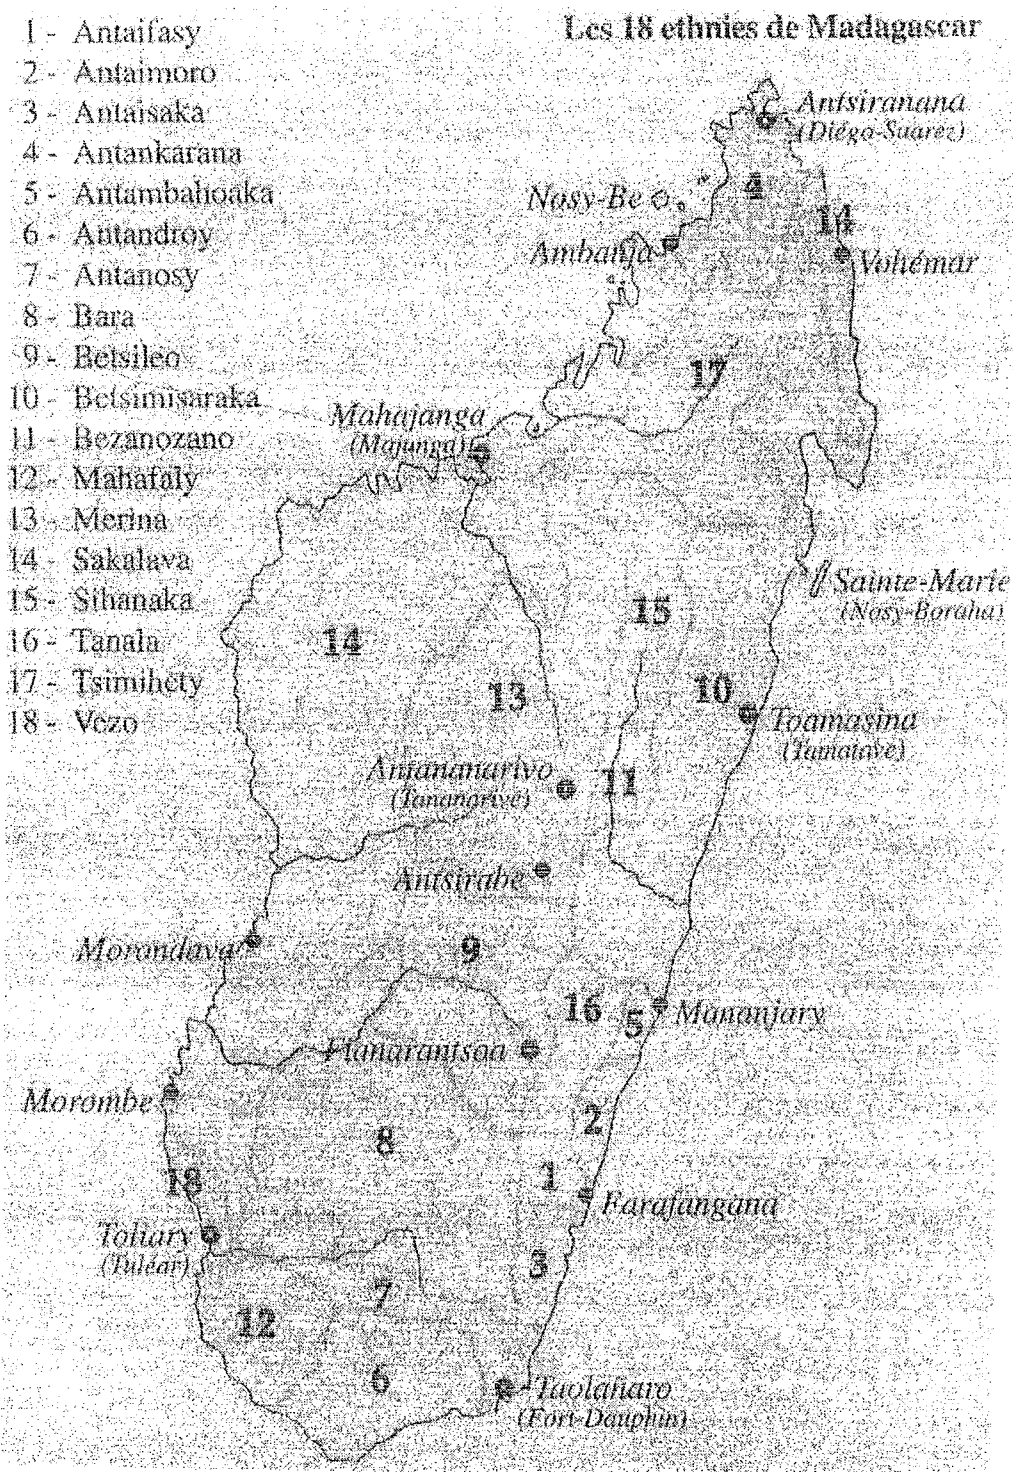 Les 18 ethnies de Madagascar
1 - Antaifasy
2 - Antaimoro
3 - Antaisaka
4 - Antankarana
5 - Antambahoaka
6 - Antandroy
7 - Antanosy
8 - Bara
9 - Betsileo
10 - Betsimisaraka
11 - Bezanozano
12 - Mahafaly
13 - Merina
14 - Sakalava
15 - Sihanaka
16 - Tanala
17 - Tsimihety
18 - Vezo
Antsiranana
(Diégo-Suarez)
4
Nosy-Be
14
Ambanja
Vohémar
17
Mahajanga
(Majunga)
Sainte-Marie
(Nosy-Boraha)
15
14
13
10
Toamasina
(Tamatave)
Antananarivo
(Tananarive)
11
Antsirabe
Morondava
9
16
5
Mananjary
Fianarantsoa
Morombe
2
8
1
18
Farafangana
Toliary
(Tuléar)
3
7
12
6
Taolañaro
(Fort-Dauphin)